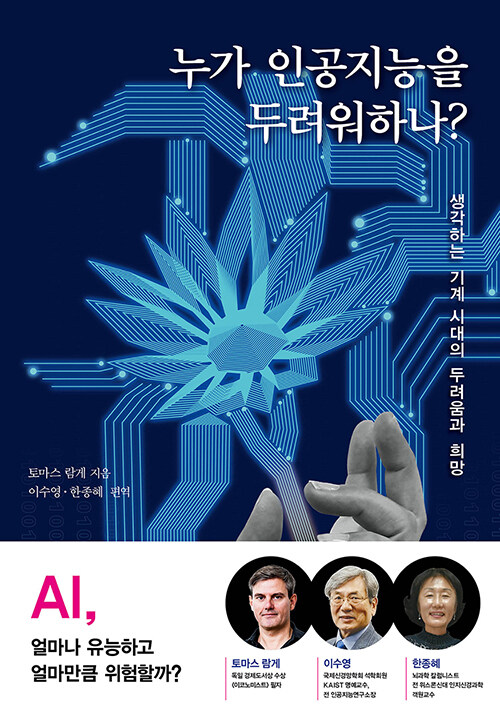 누가 인공지능을
두려워하나?
생각하는 기계 시대의 두려움과 희망
토마스 람게 지음
이수영·한종혜 편역
AI,
얼마나 유능하고
얼마만큼 위험할까?
토마스 람게
독일 경제도서상 수상
《이코노미스트》 필자
이수영
국제신경망학회 석학회원
KAIST 명예교수,
전 인공지능연구소장
한종혜
뇌과학 칼럼니스트
전 위스콘신대 인지신경과학
객원교수